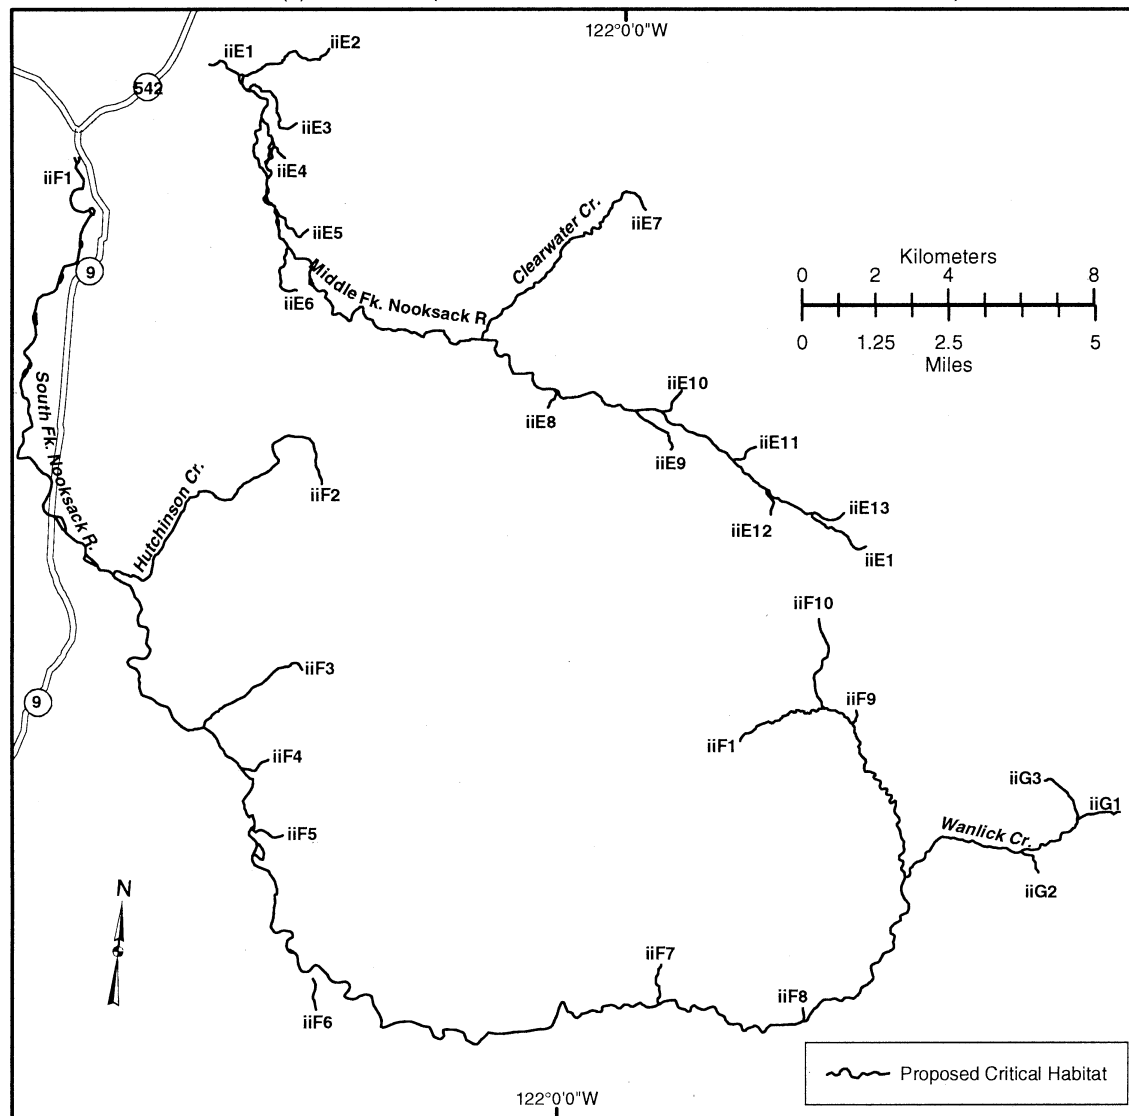 122°0'0"W
iiE1
iiE2
542
iiE3
iiF1
iiE4
iiE7
Clearwater Cr.
iiE5
9
Middle Fk. Nooksack R
iiE6
Kilometers
0 2 4 8
0 1.25 2.5 5
Miles
South Fk. Nooksack R.
iiE10
iiE8
iiE11
iiE9
Hutchinson Cr.
iiF2
iiE13
iiE12
iiE1
iiF10
iiF3
9
iiF9
iiF1
iiF4
iiG3
iiG1
iiF5
Wanlick Cr.
iiG2
N
iiF7
iiF8
iiF6
Proposed Critical Habitat
122°0'0"W